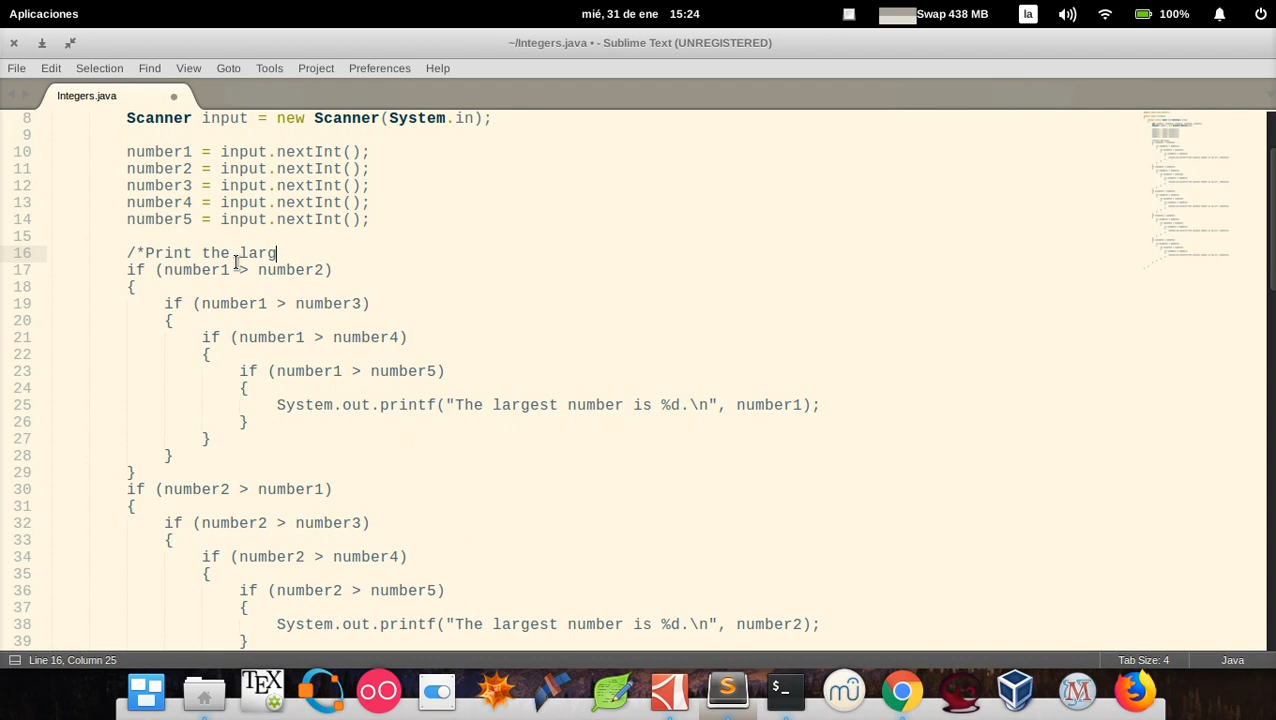 Aplicaciones mié, 31 de ene 15:24 Swap 438 MB la 100%
~/Integers.java • - Sublime Text (UNREGISTERED)
File Edit Selection Find View Goto Tools Project Preferences Help
Integers.java
8 Scanner input = new Scanner(System.in);
9
10 number1 = input.nextInt();
11 number2 = input.nextInt();
12 number3 = input.nextInt();
13 number4 = input.nextInt();
14 number5 = input.nextInt();
15
16 /*Print the larg
17 if (number1 > number2)
18 {
19 if (number1 > number3)
20 {
21 if (number1 > number4)
22 {
23 if (number1 > number5)
24 {
25 System.out.printf("The largest number is %d.\n", number1);
26 }
27 }
28 }
29 }
30 if (number2 > number1)
31 {
32 if (number2 > number3)
33 {
34 if (number2 > number4)
35 {
36 if (number2 > number5)
37 {
38 System.out.printf("The largest number is %d.\n", number2);
39 }
Line 16, Column 25 Tab Size: 4 Java
TEX S >_ mu M